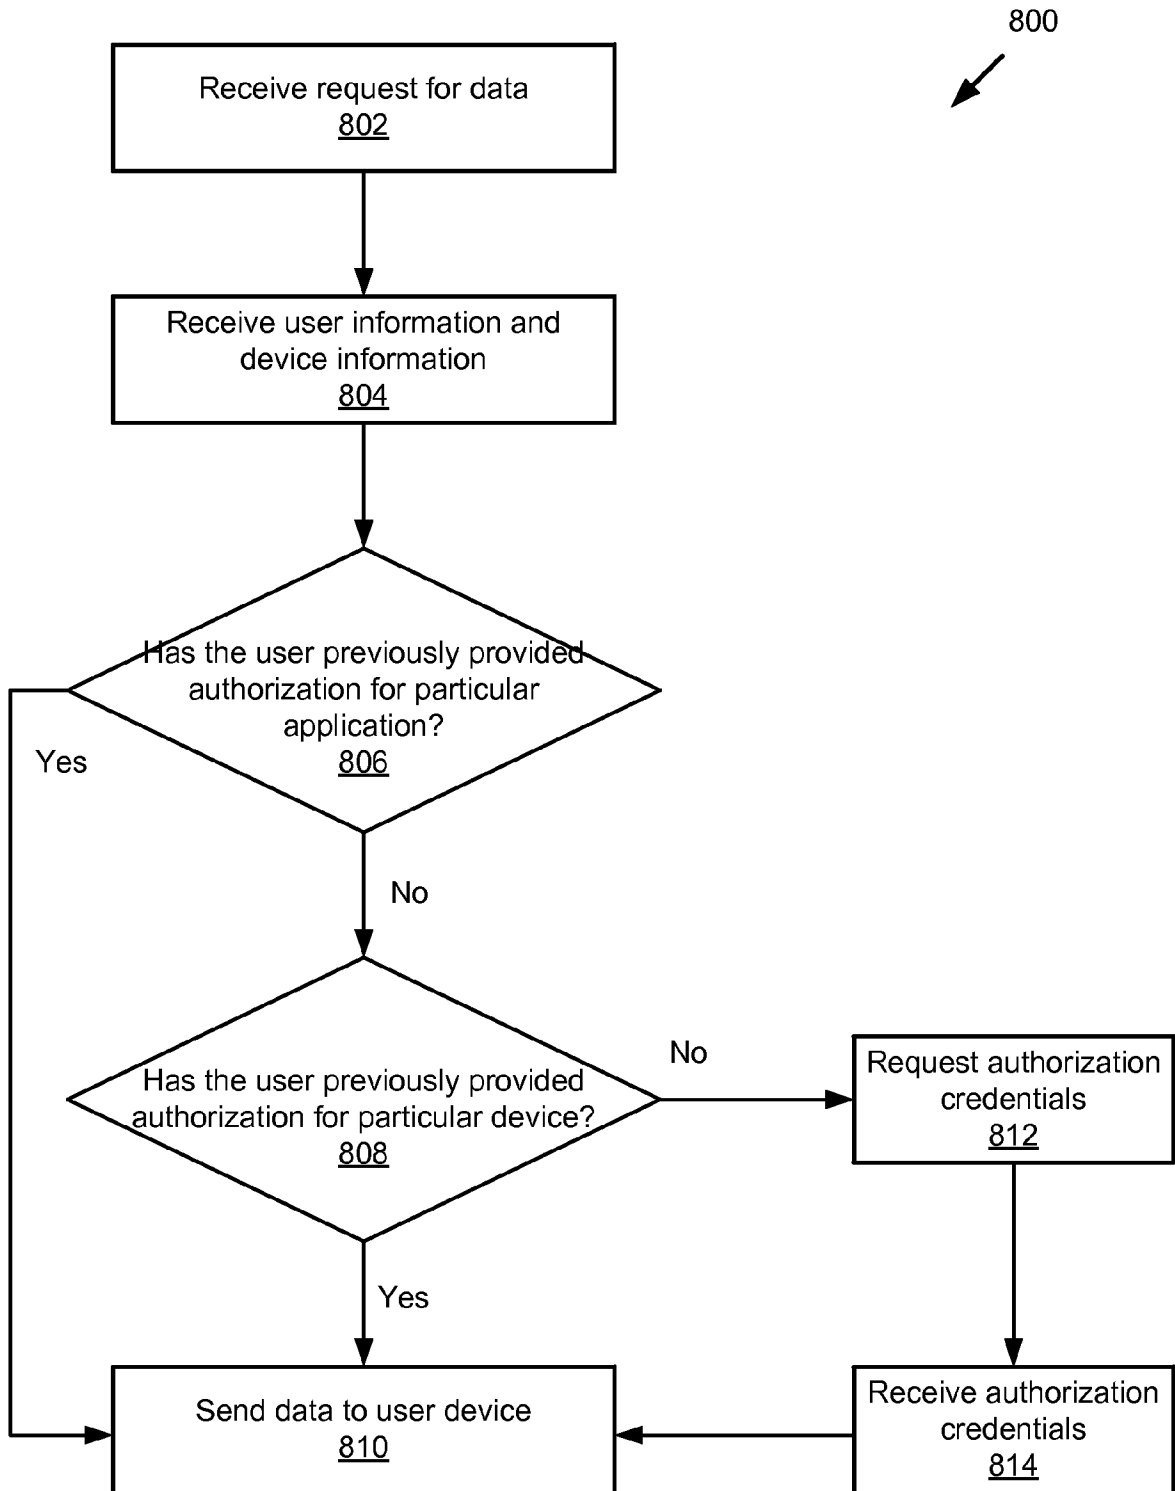 800
Receive request for data
802
Receive user information and
device information
804
Has the user previously provided
authorization for particular
application?
806
Yes
No
Has the user previously provided
authorization for particular device?
808
No
Request authorization
credentials
812
Yes
Send data to user device
810
Receive authorization
credentials
814